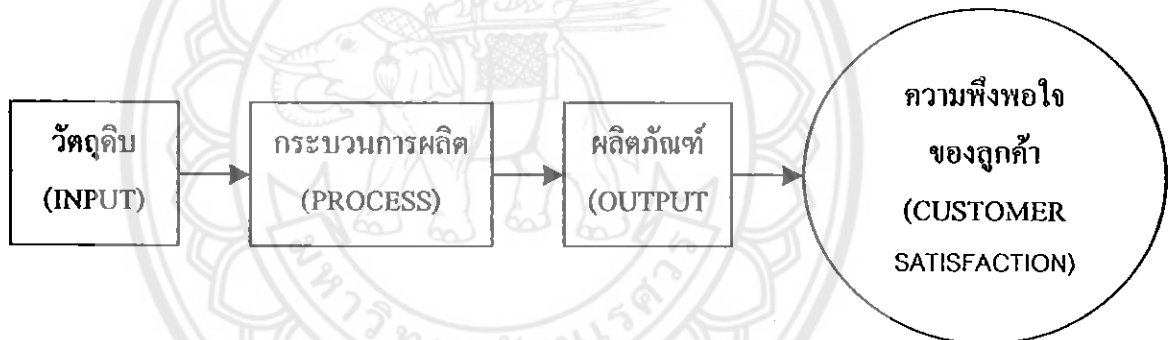 วัตถุดิบ
(INPUT)
กระบวนการผลิต
(PROCESS)
ผลิตภัณฑ์
(OUTPUT
ความพึงพอใจ
ของลูกค้า
(CUSTOMER
SATISFACTION)